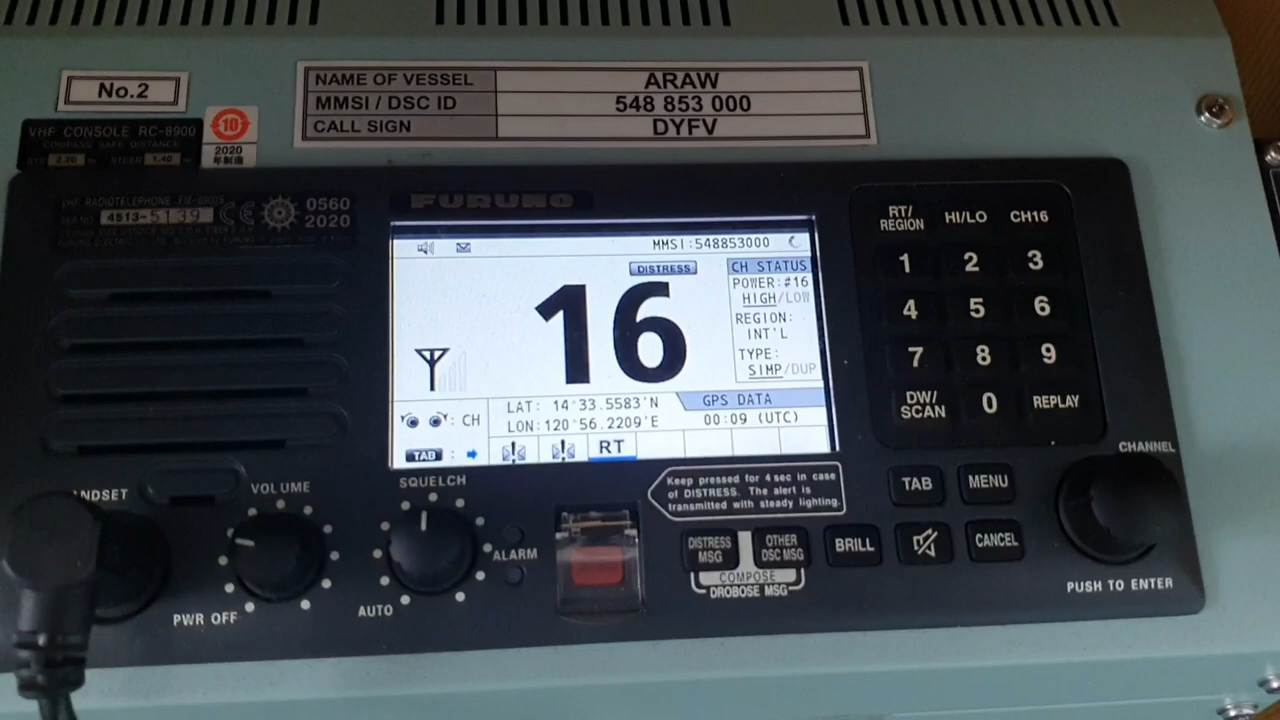 No.2
NAME OF VESSEL ARAW
MMSI / DSC ID 548 853 000
CALL SIGN DYFV
VHF CONSOLE RC-8900
COMPASS SAFE DISTANCE
STEER 1.40
10
2020
VHF RADIOTELEPHONE FM-8900S
SER.NO. 4513-5139
CE
0560
2020
FURUNO
MMSI:548853000
DISTRESS
16
CH STATUS
POWER:#16
HIGH/LOW
REGION:
INT'L
TYPE:
SIMP/DUP
: CH
LAT: 14°33.5583'N
LON:120°56.2209'E
GPS DATA
00:09 (UTC)
TAB :
RT
RT/
REGION
HI/LO
CH16
1 2 3
4 5 6
7 8 9
DW/
SCAN
0
REPLAY
CHANNEL
TAB
MENU
Keep pressed for 4 sec in case
of DISTRESS. The alert is
transmitted with steady lighting.
NDSET
VOLUME
SQUELCH
ALARM
PWR OFF
AUTO
DISTRESS
MSG
OTHER
DSC MSG
COMPOSE
DROBOSE MSG
BRILL
CANCEL
PUSH TO ENTER